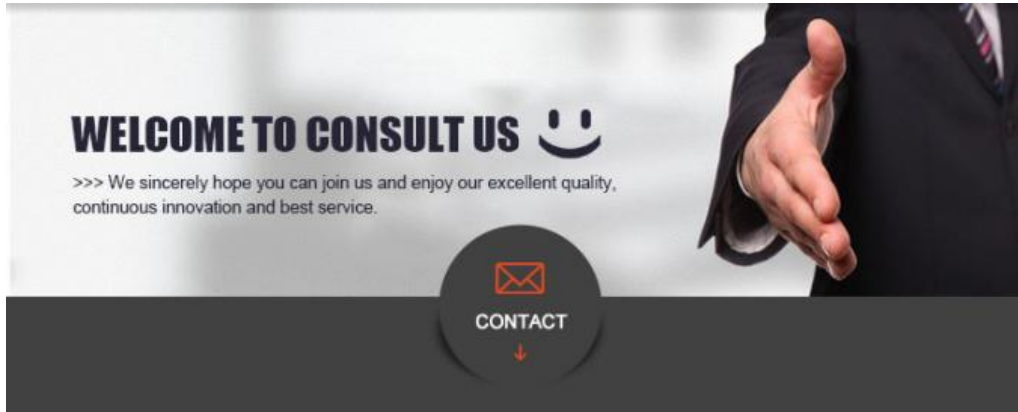 WELCOME TO CONSULT US
>>> We sincerely hope you can join us and enjoy our excellent quality,
continuous innovation and best service.
CONTACT